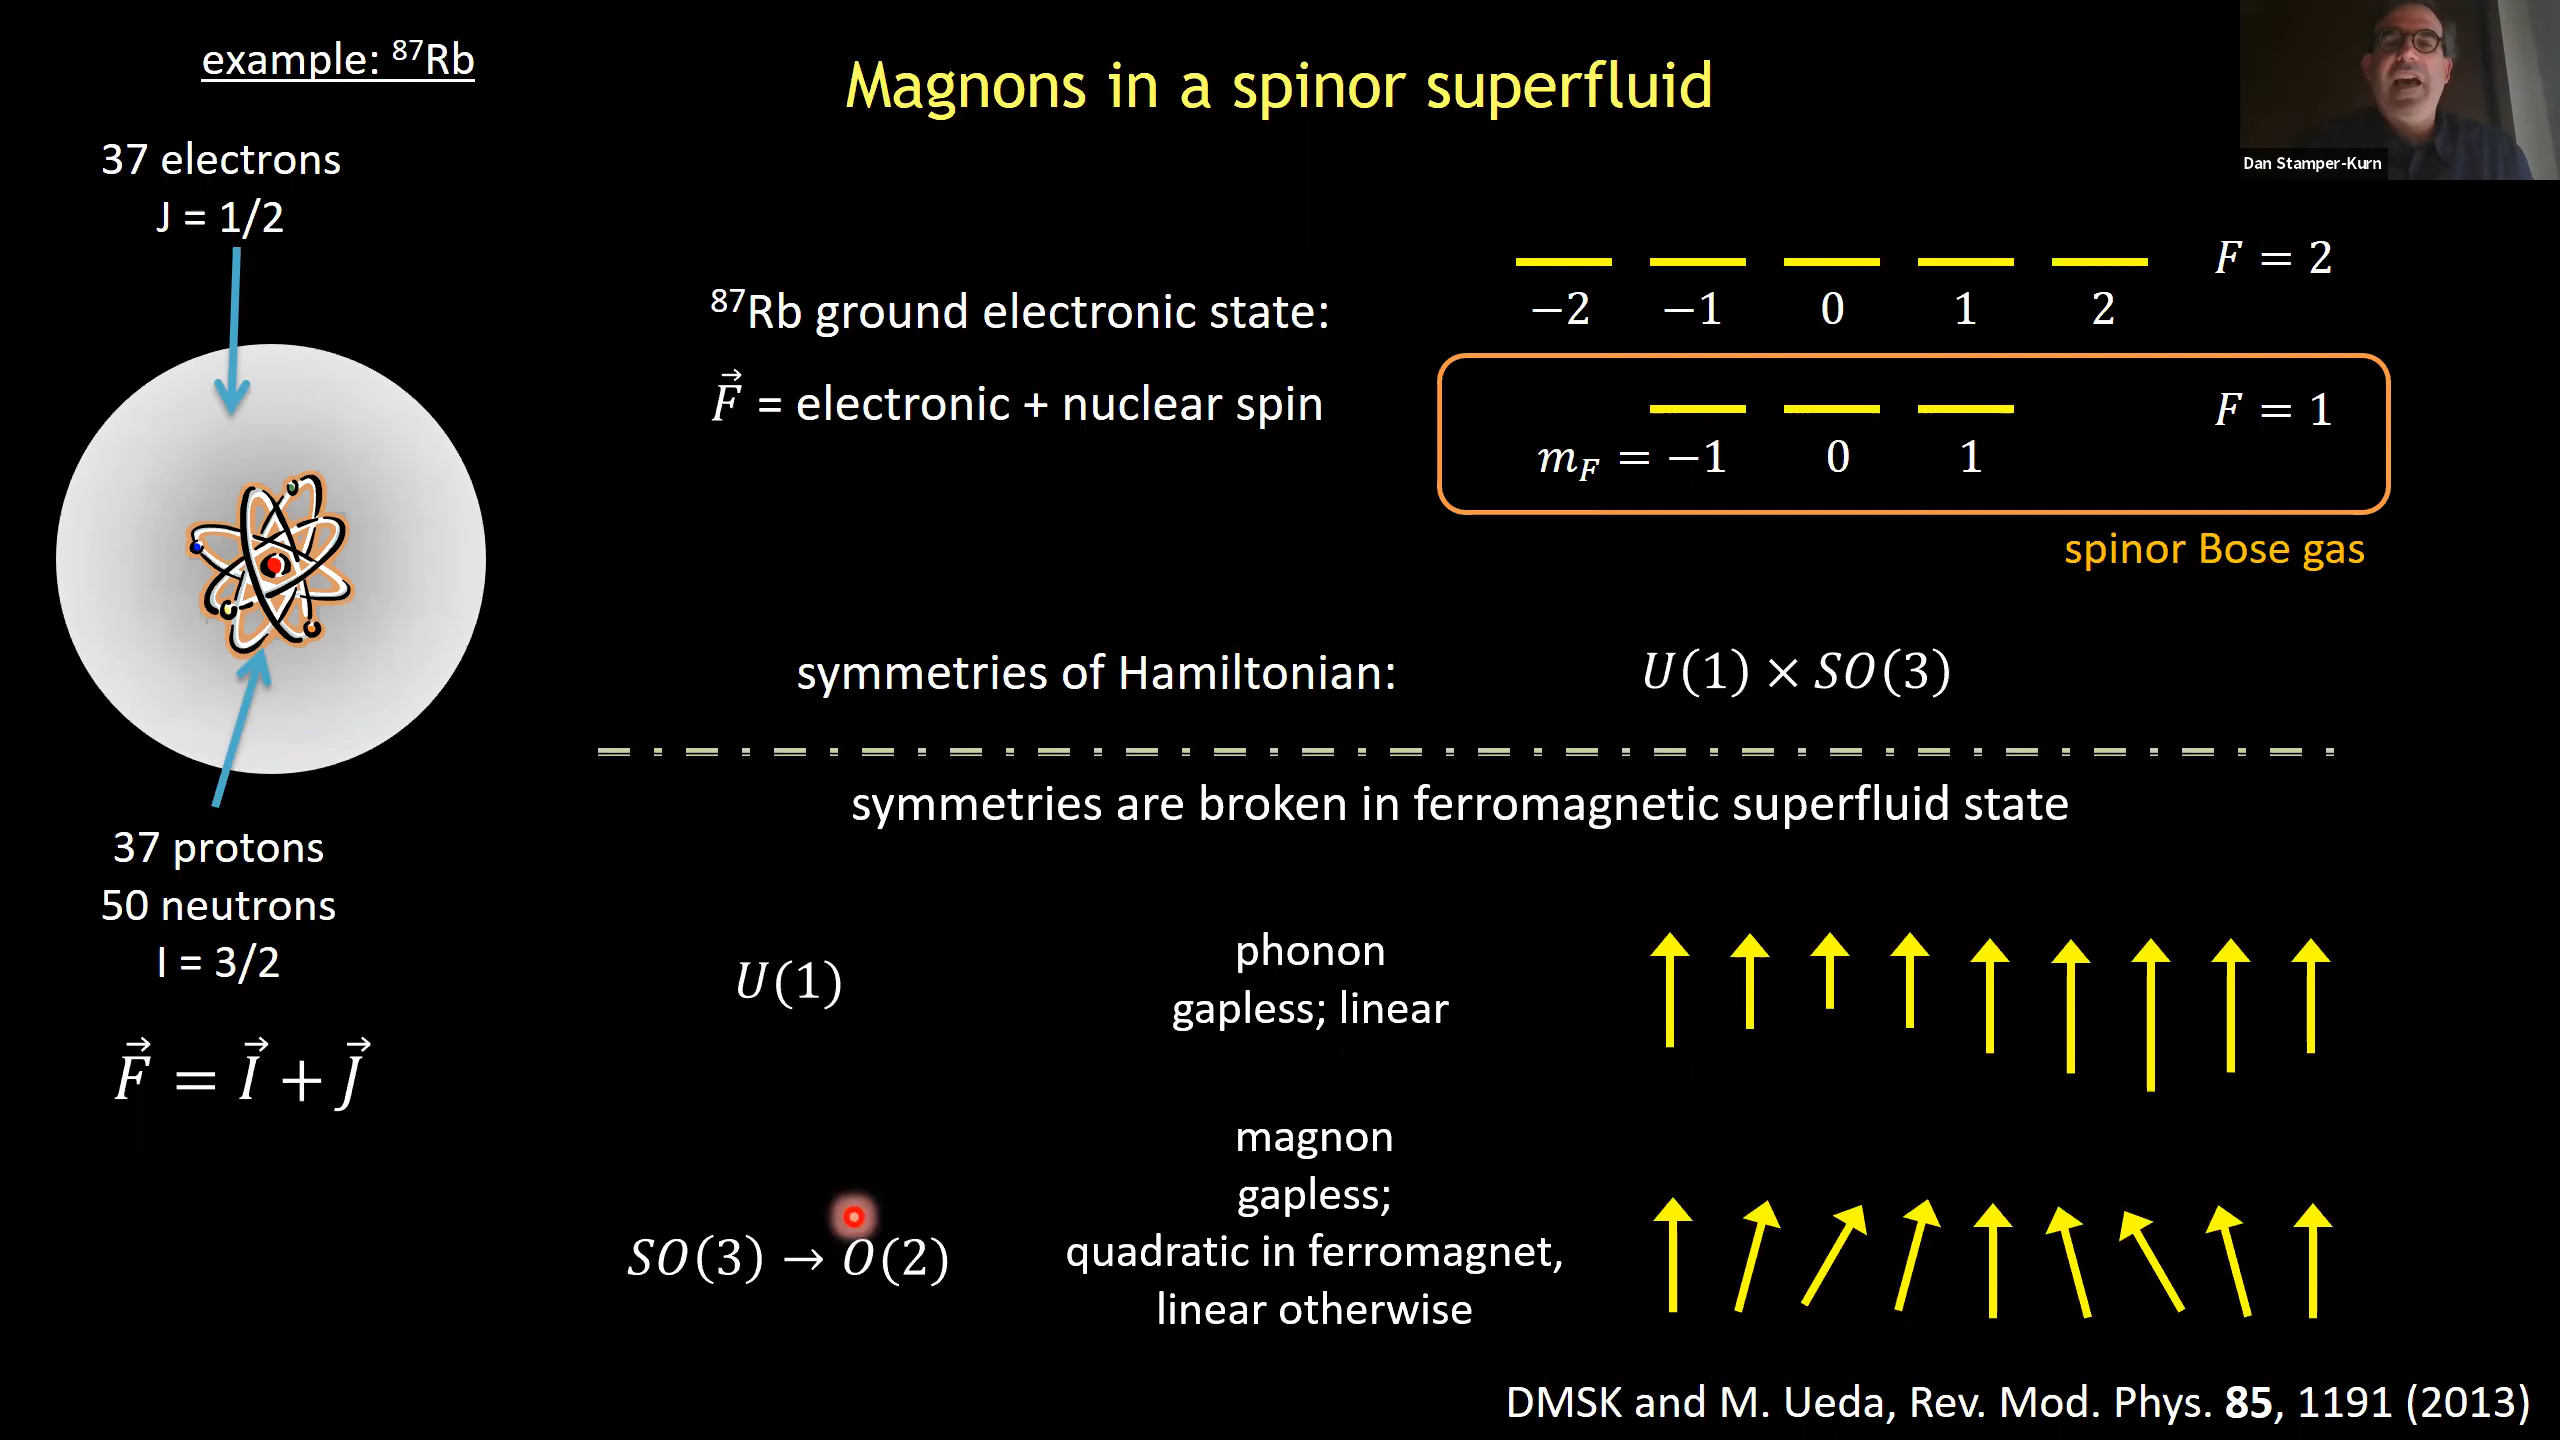 example: ⁸⁷Rb
Magnons in a spinor superfluid
Dan Stamper-Kurn
37 electrons
J = 1/2
37 protons
50 neutrons
I = 3/2
F⃗ = I⃗ + J⃗
⁸⁷Rb ground electronic state:
F⃗ = electronic + nuclear spin
F = 2
−2 −1 0 1 2
F = 1
m_F = −1 0 1
spinor Bose gas
symmetries of Hamiltonian: U(1) × SO(3)
symmetries are broken in ferromagnetic superfluid state
U(1)
phonon
gapless; linear
SO(3) → O(2)
magnon
gapless;
quadratic in ferromagnet,
linear otherwise
DMSK and M. Ueda, Rev. Mod. Phys. 85, 1191 (2013)